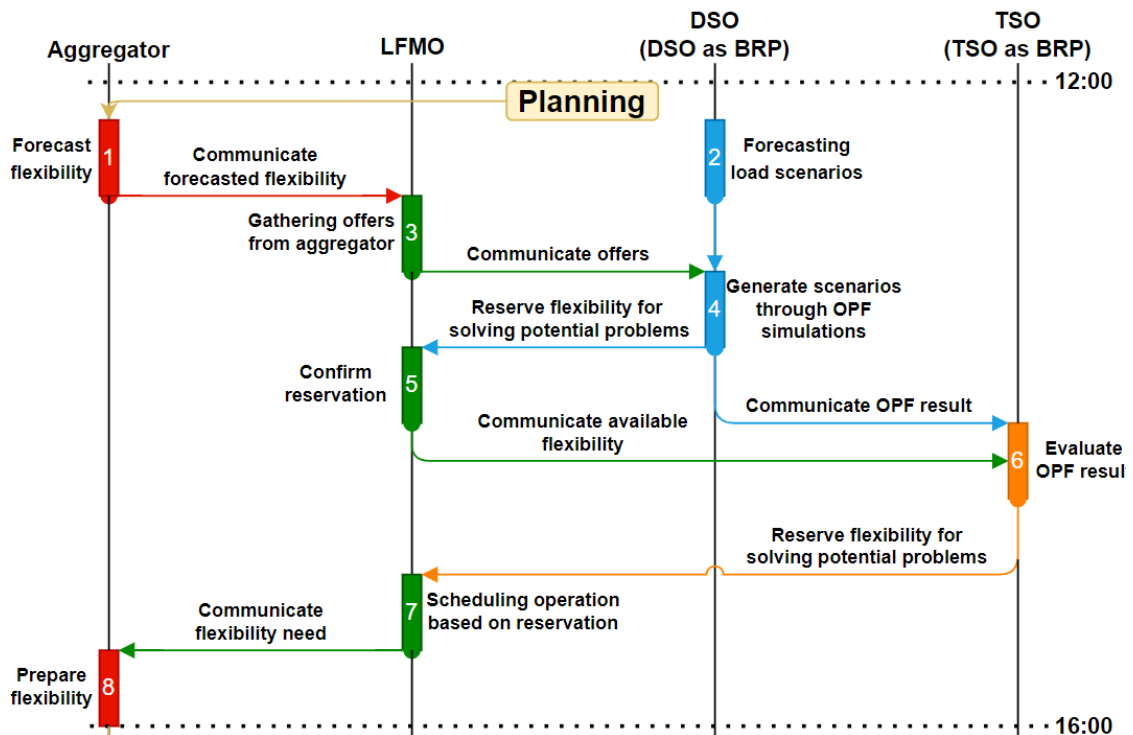 Aggregator
LFMO
DSO
(DSO as BRP)
TSO
(TSO as BRP)
12:00
Planning
Forecast
flexibility
1
Communicate
forecasted flexibility
2
Forecasting
load scenarios
Gathering offers
from aggregator
3
Communicate offers
Reserve flexibility for
solving potential problems
4
Generate scenarios
through OPF
simulations
Confirm
reservation
5
Communicate OPF result
Communicate available
flexibility
6
Evaluate
OPF result
Reserve flexibility for
solving potential problems
7
Scheduling operation
based on reservation
Communicate
flexibility need
Prepare
flexibility
8
16:00